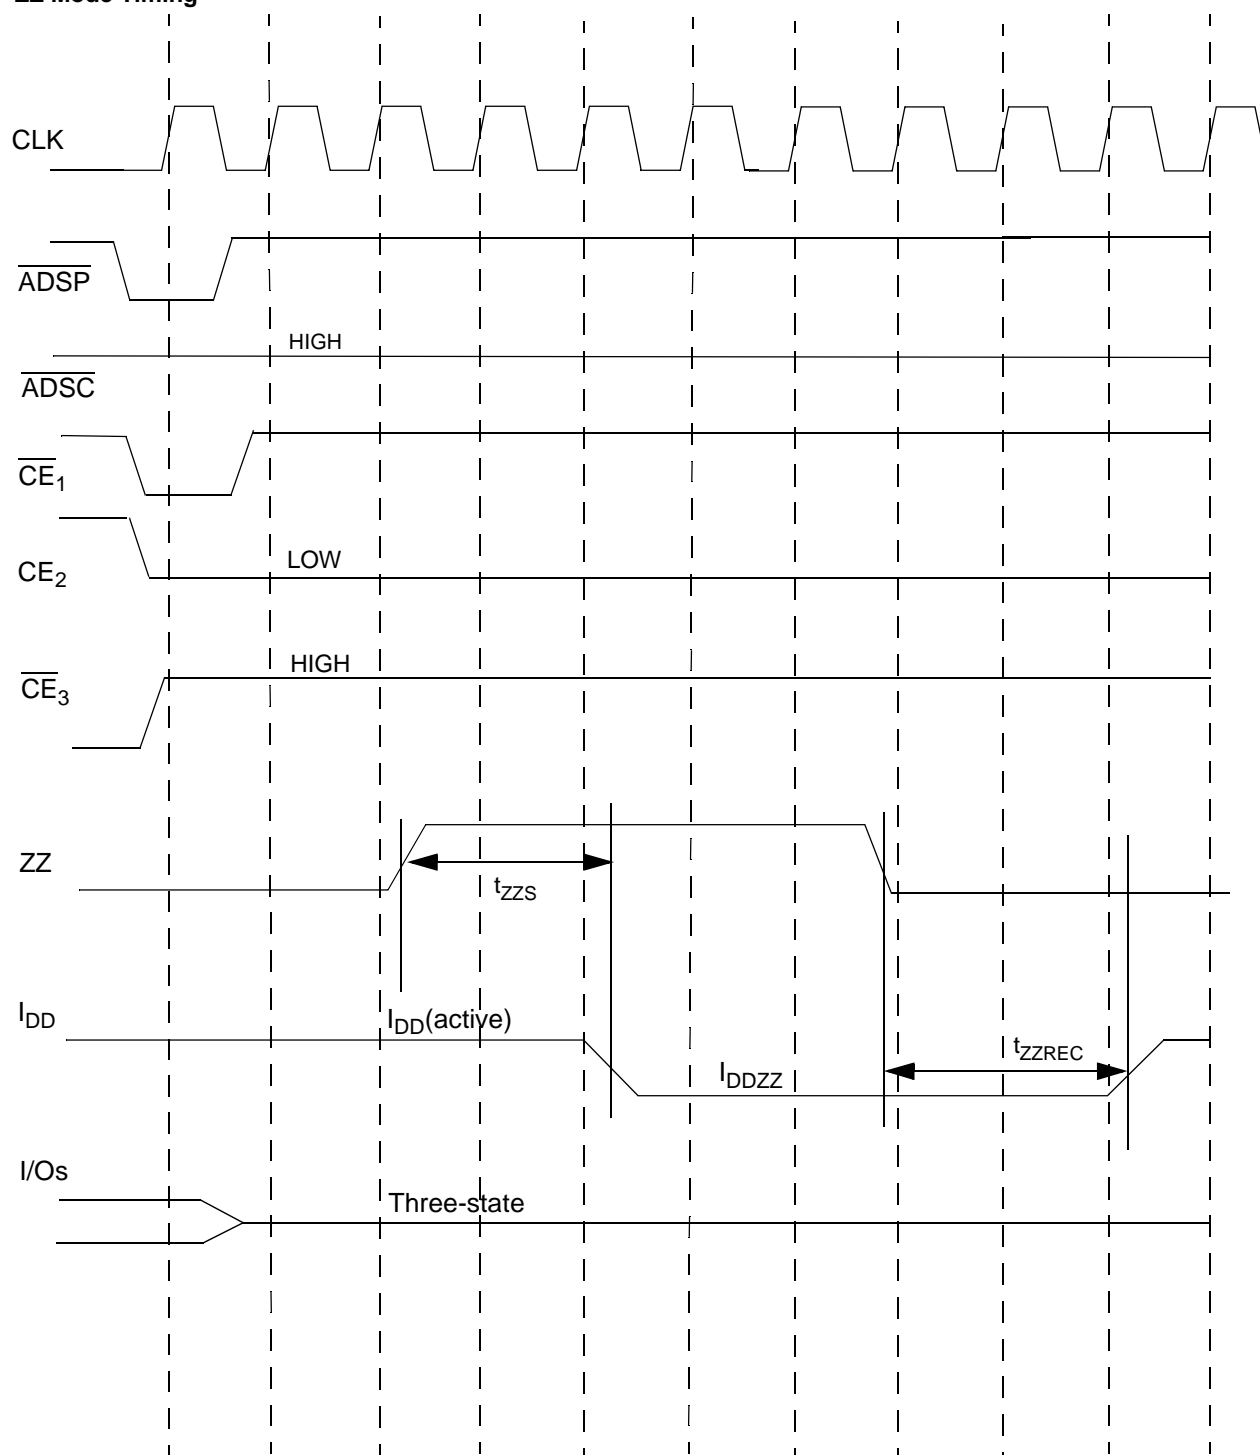 ZZ Mode Timing
CLK
ADSP
HIGH
ADSC
CE1
LOW
CE2
HIGH
CE3
ZZ
tZZS
IDD
IDD(active)
tZZREC
IDDZZ
I/Os
Three-state